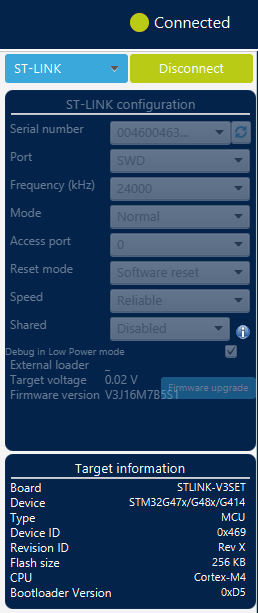 Connected
ST-LINK
Disconnect
ST-LINK configuration
Serial number 004600463...
Port SWD
Frequency (kHz) 24000
Mode Normal
Access port 0
Reset mode Software reset
Speed Reliable
Shared Disabled
Debug in Low Power mode
External loader _
Target voltage 0.02 V
Firmware version V3J16M7B5S1
Firmware upgrade
Target information
Board STLINK-V3SET
Device STM32G47x/G48x/G414
Type MCU
Device ID 0x469
Revision ID Rev X
Flash size 256 KB
CPU Cortex-M4
Bootloader Version 0xD5